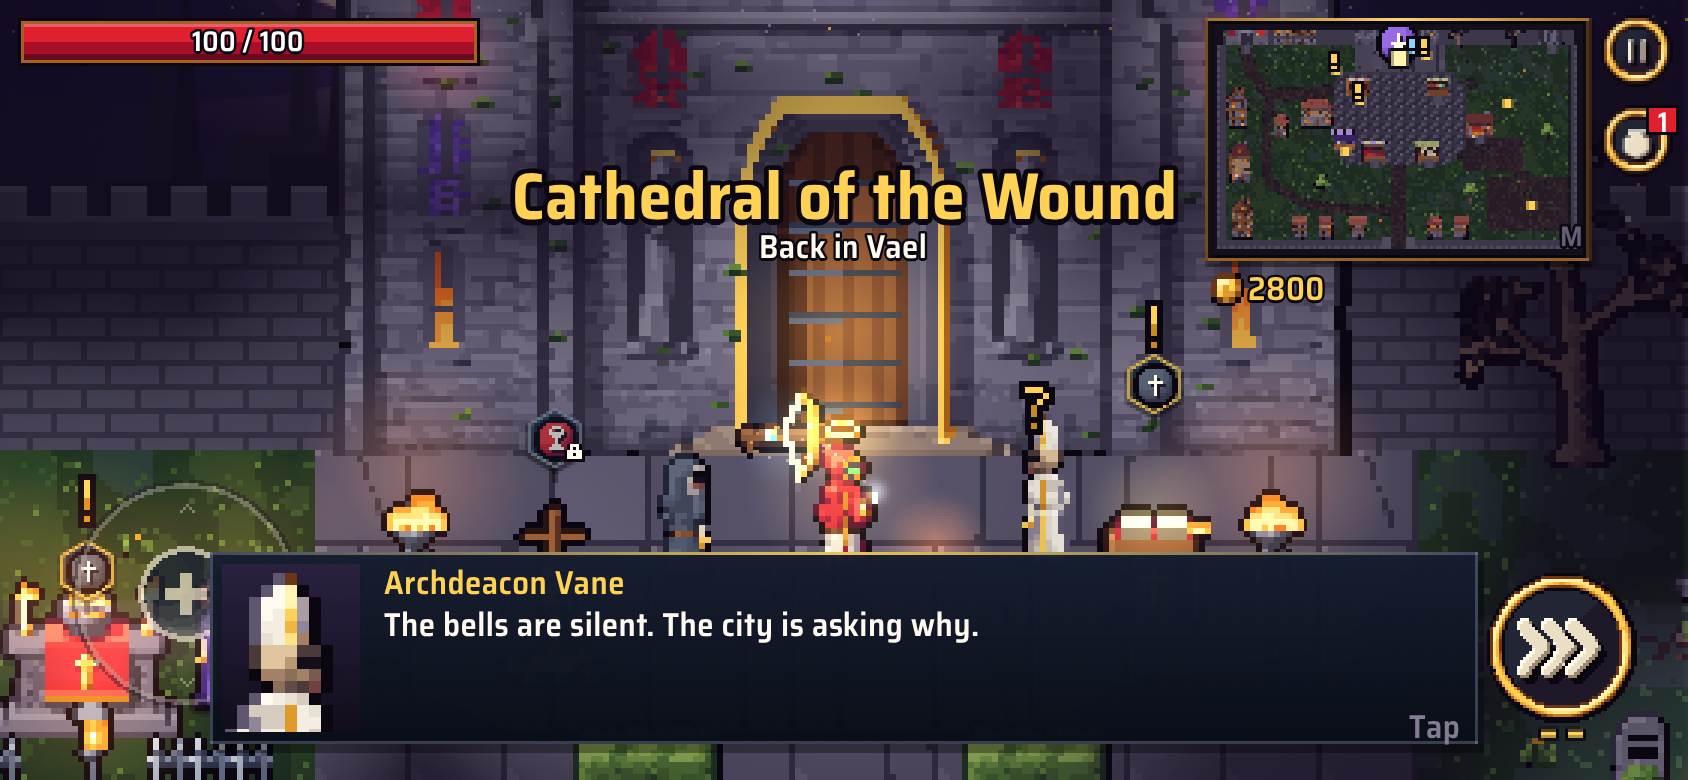 100 / 100
1
Cathedral of the Wound
Back in Vael
M
2800
!
?
!
Archdeacon Vane
The bells are silent. The city is asking why.
Tap